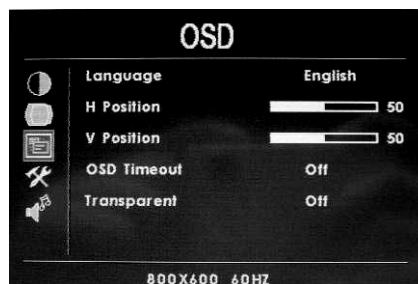 OSD
Language English
H Position 50
V Position 50
OSD Timeout Off
Transparent Off
800X600 60HZ